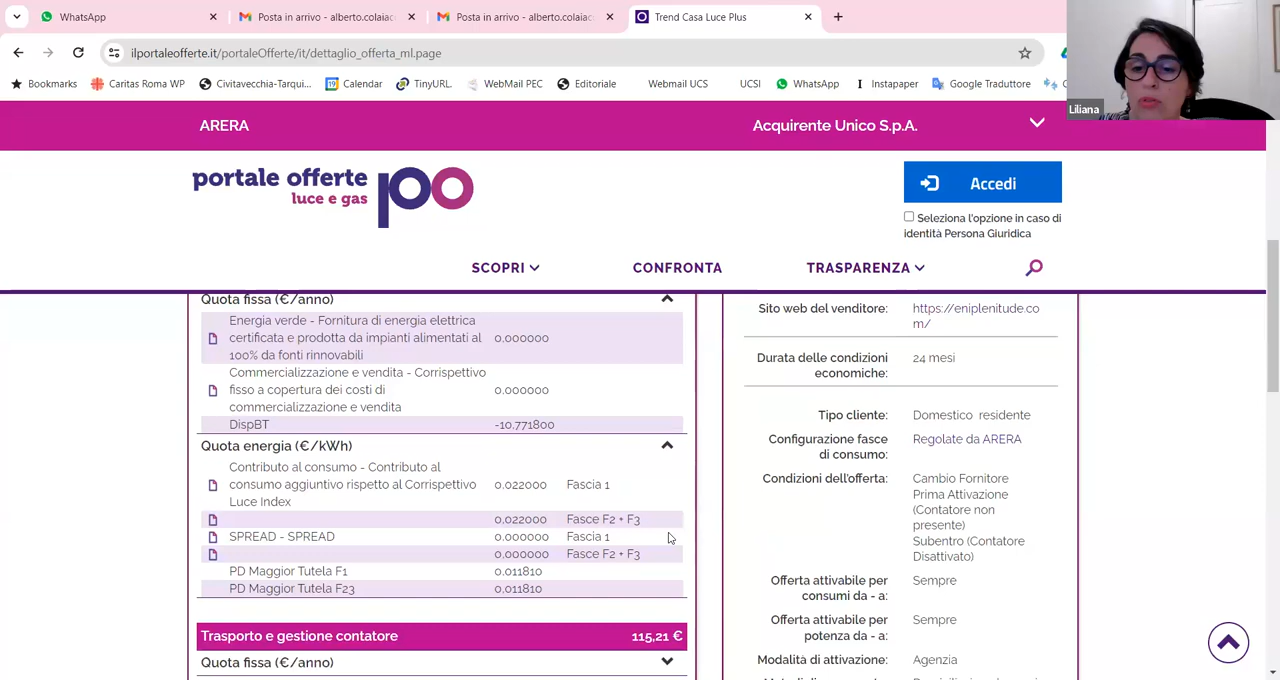 WhatsApp
Posta in arrivo - alberto.colaiac
Posta in arrivo - alberto.colaiac
Trend Casa Luce Plus
ilportaleofferte.it/portaleOfferte/it/dettaglio_offerta_ml.page
Bookmarks
Caritas Roma WP
Civitavecchia-Tarqui...
Calendar
TinyURL.
WebMail PEC
Editoriale
Webmail UCS
UCSI
WhatsApp
Instapaper
Google Traduttore
Liliana
ARERA
Acquirente Unico S.p.A.
portale offerte
luce e gas
po
Accedi
Seleziona l'opzione in caso di
identità Persona Giuridica
SCOPRI
CONFRONTA
TRASPARENZA
Quota fissa (€/anno)
Energia verde - Fornitura di energia elettrica
certificata e prodotta da impianti alimentati al 0,000000
100% da fonti rinnovabili
Commercializzazione e vendita - Corrispettivo
fisso a copertura dei costi di 0,000000
commercializzazione e vendita
DispBT -10,771800
Quota energia (€/kWh)
Contributo al consumo - Contributo al
consumo aggiuntivo rispetto al Corrispettivo 0,022000 Fascia 1
Luce Index
0,022000 Fasce F2 + F3
SPREAD - SPREAD 0,000000 Fascia 1
0,000000 Fasce F2 + F3
PD Maggior Tutela F1 0,011810
PD Maggior Tutela F23 0,011810
Trasporto e gestione contatore 115,21 €
Quota fissa (€/anno)
Sito web del venditore: https://eniplenitude.co
m/
Durata delle condizioni 24 mesi
economiche:
Tipo cliente: Domestico residente
Configurazione fasce Regolate da ARERA
di consumo:
Condizioni dell'offerta: Cambio Fornitore
Prima Attivazione
(Contatore non
presente)
Subentro (Contatore
Disattivato)
Offerta attivabile per Sempre
consumi da - a:
Offerta attivabile per Sempre
potenza da - a:
Modalità di attivazione: Agenzia